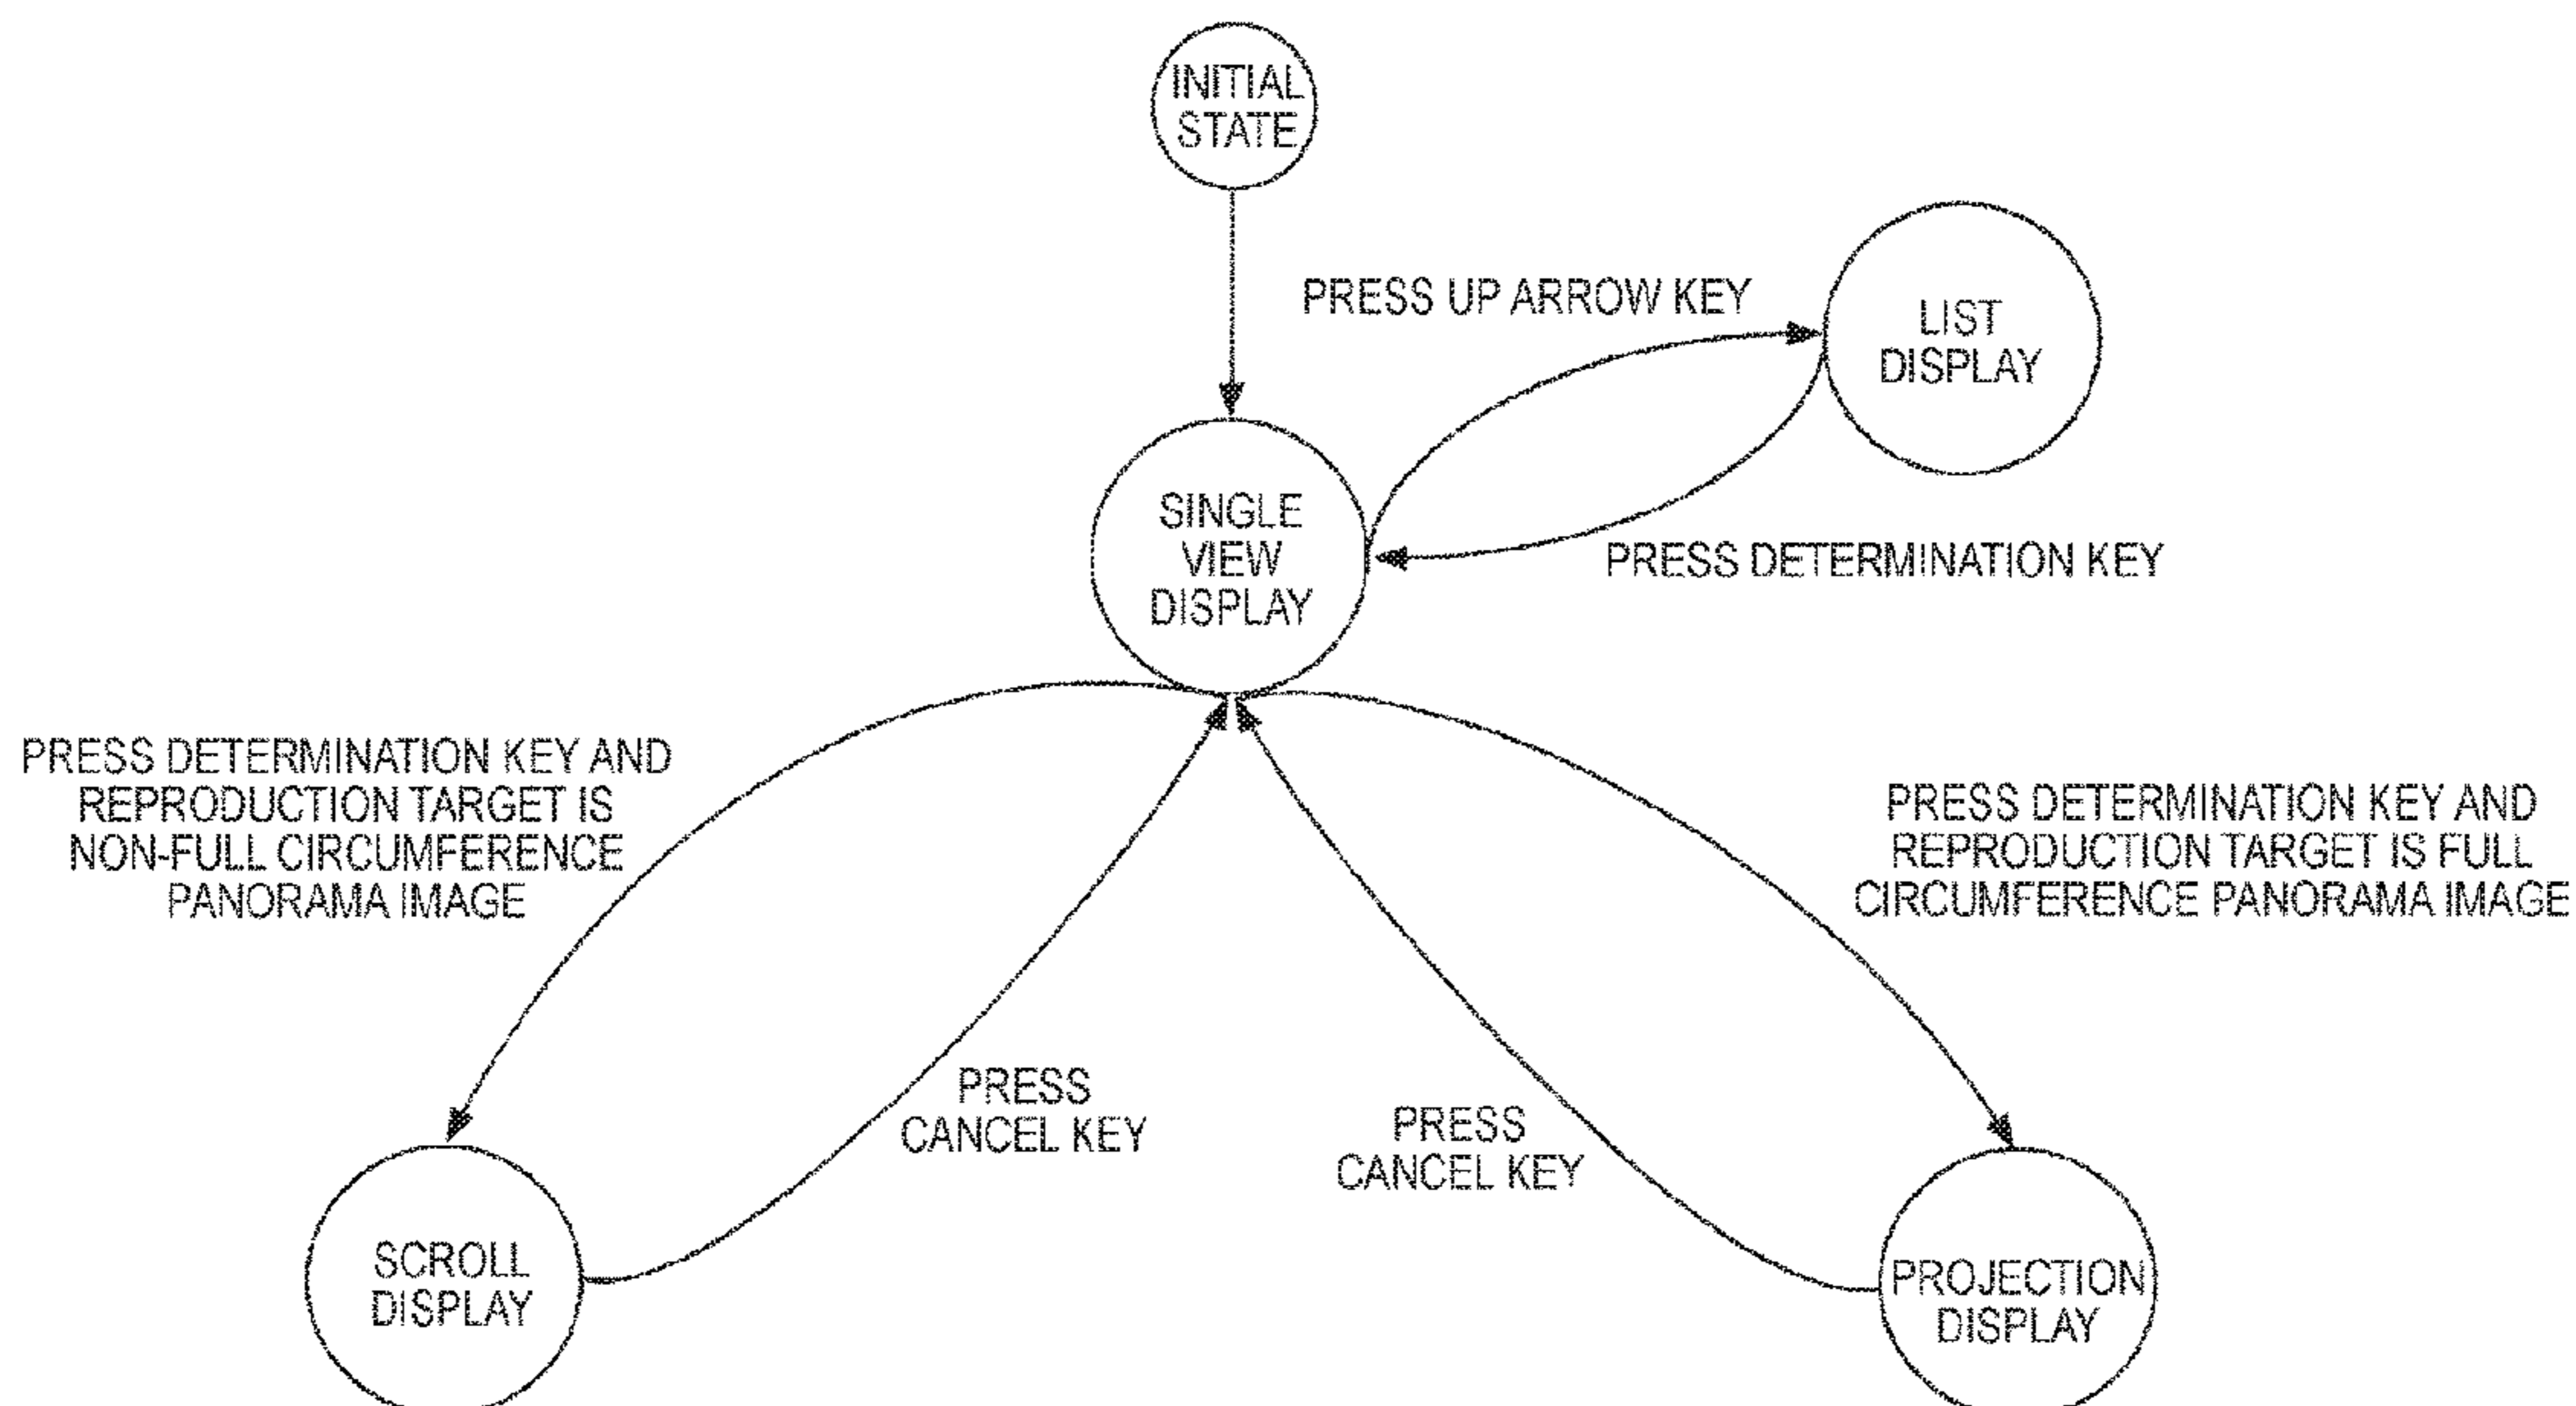 INITIAL
STATE
PRESS UP ARROW KEY
LIST
DISPLAY
SINGLE
VIEW
DISPLAY
PRESS DETERMINATION KEY
PRESS DETERMINATION KEY AND
REPRODUCTION TARGET IS
NON-FULL CIRCUMFERENCE
PANORAMA IMAGE
PRESS DETERMINATION KEY AND
REPRODUCTION TARGET IS FULL
CIRCUMFERENCE PANORAMA IMAGE
PRESS
CANCEL KEY
PRESS
CANCEL KEY
SCROLL
DISPLAY
PROJECTION
DISPLAY